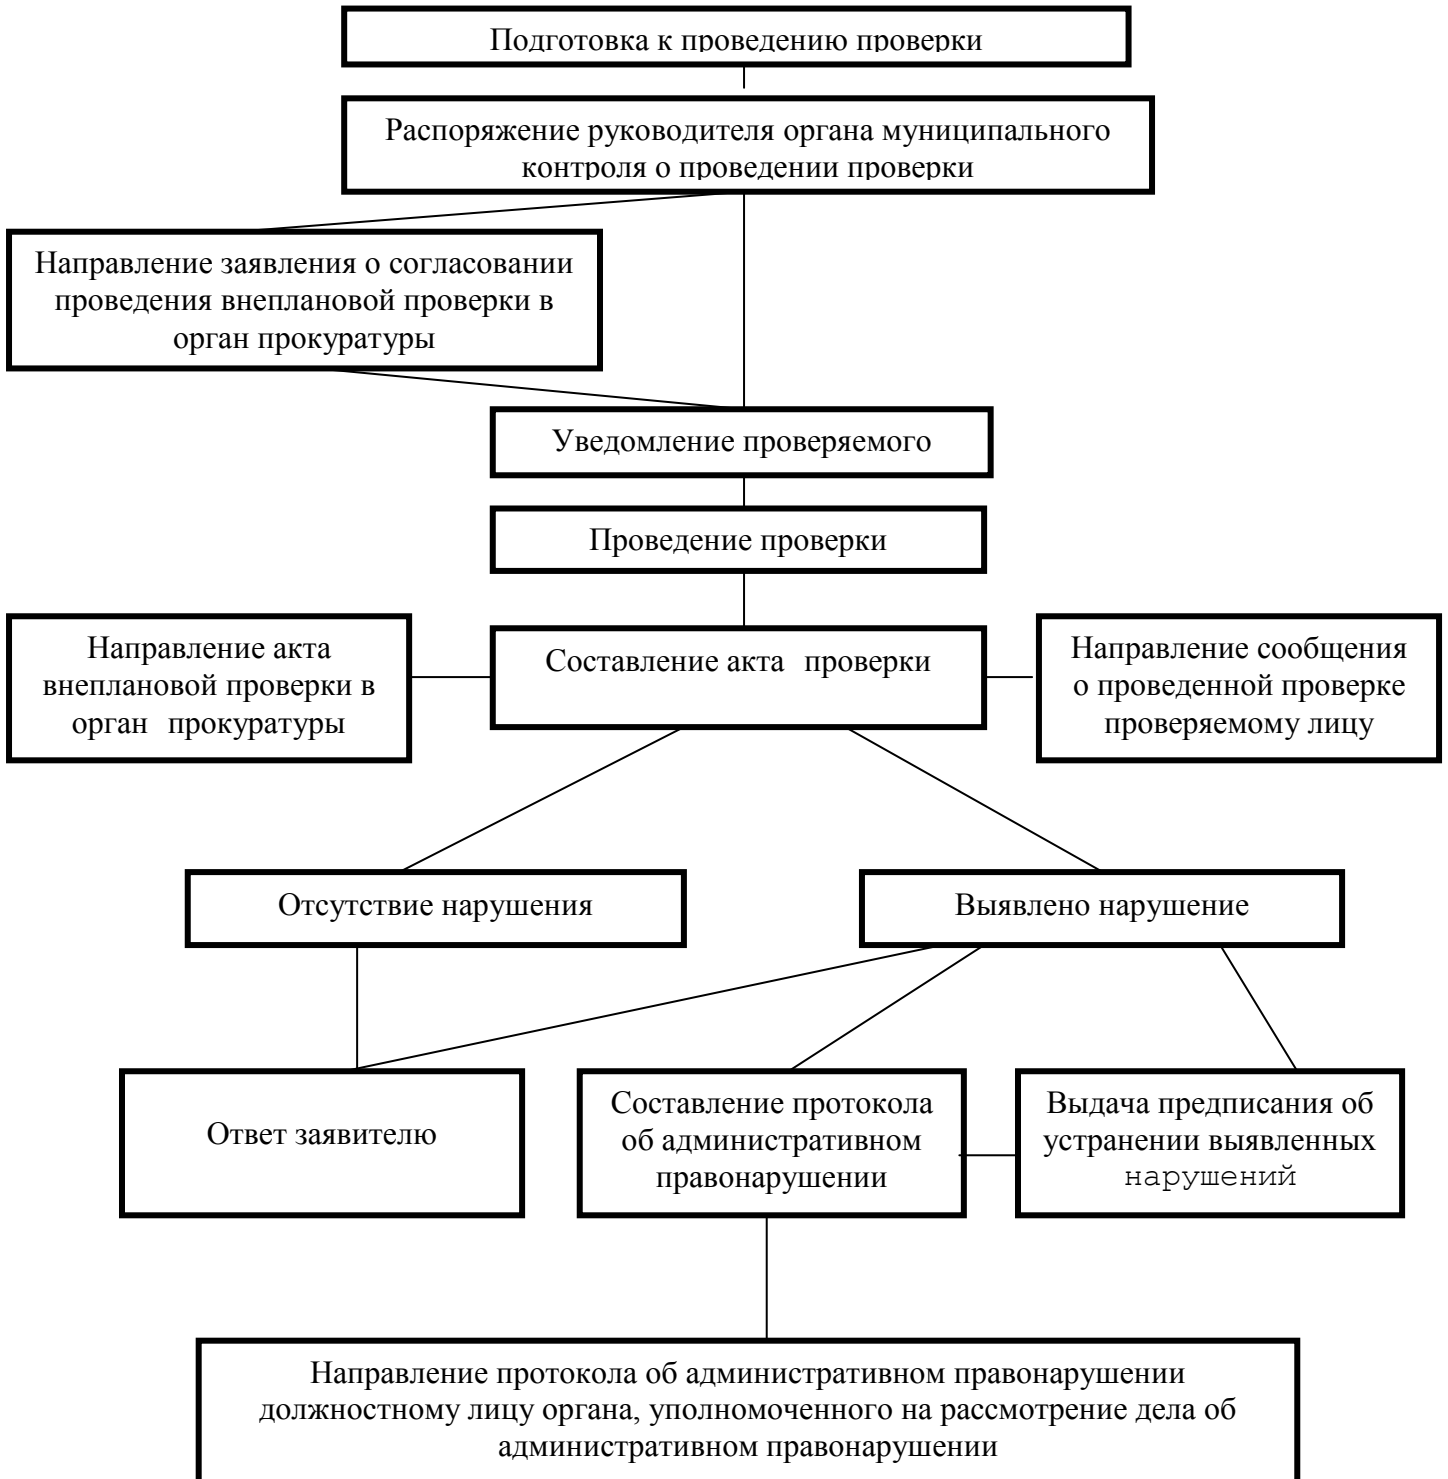 Подготовка к проведению проверки
Распоряжение руководителя органа муниципального
контроля о проведении проверки
Направление заявления о согласовании
проведения внеплановой проверки в
орган прокуратуры
Уведомление проверяемого
Проведение проверки
Направление акта
внеплановой проверки в
орган прокуратуры
Составление акта проверки
Направление сообщения
о проведенной проверке
проверяемому лицу
Отсутствие нарушения
Выявлено нарушение
Ответ заявителю
Составление протокола
об административном
правонарушении
Выдача предписания об
устранении выявленных
нарушений
Направление протокола об административном правонарушении
должностному лицу органа, уполномоченного на рассмотрение дела об
административном правонарушении